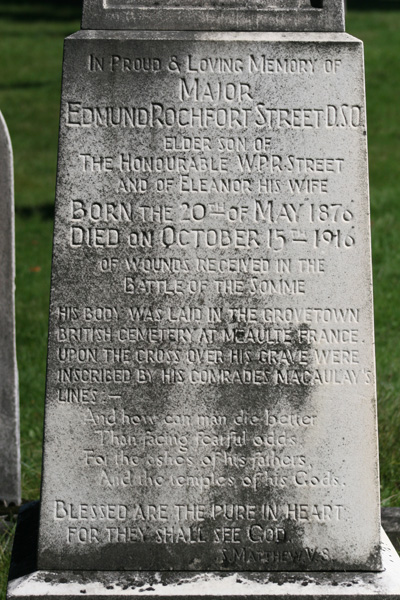 IN PROUD & LOVING MEMORY OF
MAJOR
EDMUND ROCHFORT STREET D.S.O.
ELDER SON OF
THE HONOURABLE W.P.R. STREET
AND OF ELEANOR HIS WIFE
BORN THE 20TH OF MAY 1876
DIED ON OCTOBER 15TH 1916
OF WOUNDS RECEIVED IN THE
BATTLE OF THE SOMME
HIS BODY WAS LAID IN THE GROVETOWN
BRITISH CEMETERY AT MEAULTE FRANCE.
UPON THE CROSS OVER HIS GRAVE WERE
INSCRIBED BY HIS COMRADES MACAULAY'S
LINES:—
And how can man die better
Than facing fearful odds
For the ashes of his fathers,
And the temples of his Gods.
BLESSED ARE THE PURE IN HEART:
FOR THEY SHALL SEE GOD.
S. MATTHEW V. 8.